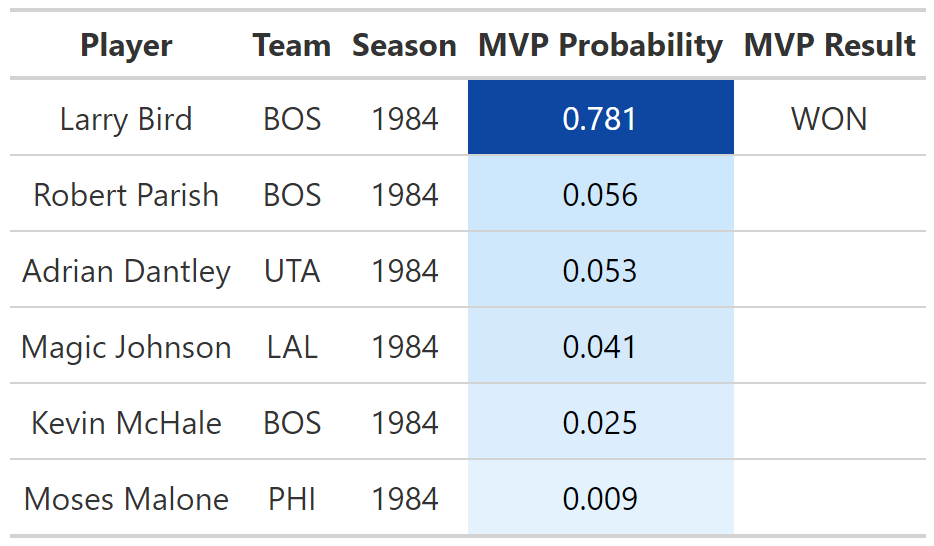 Player Team Season MVP Probability MVP Result
Larry Bird BOS 1984 0.781 WON
Robert Parish BOS 1984 0.056
Adrian Dantley UTA 1984 0.053
Magic Johnson LAL 1984 0.041
Kevin McHale BOS 1984 0.025
Moses Malone PHI 1984 0.009